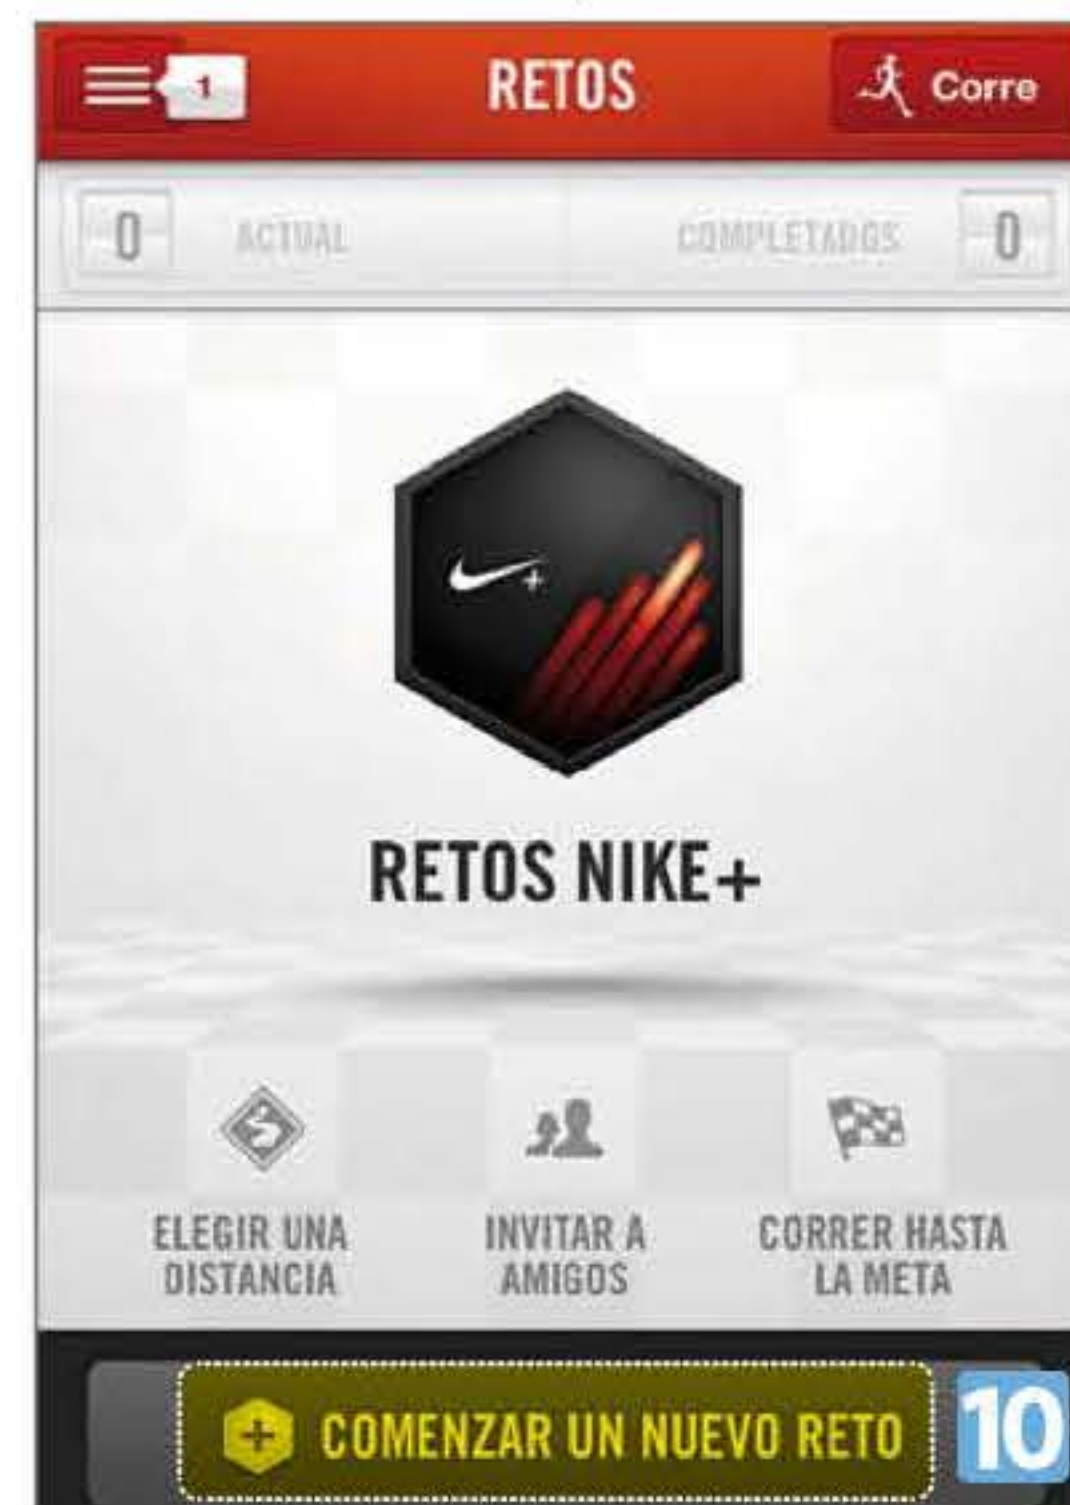 1
RETOS
Corre
0 ACTUAL
COMPLETADOS 0
RETOS NIKE+
ELEGIR UNA
DISTANCIA
INVITAR A
AMIGOS
CORRER HASTA
LA META
+ COMENZAR UN NUEVO RETO
10